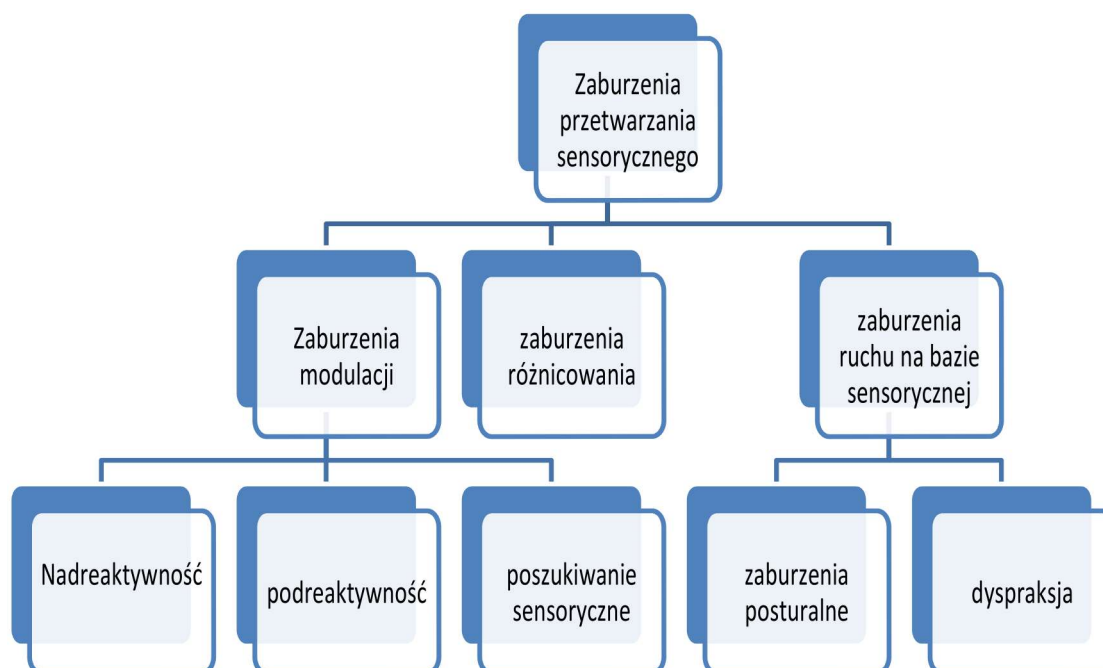 Zaburzenia
przetwarzania
sensorycznego
Zaburzenia
modulacji
zaburzenia
różnicowania
zaburzenia
ruchu na bazie
sensorycznej
Nadreaktywność
podreaktywność
poszukiwanie
sensoryczne
zaburzenia
posturalne
dyspraksja